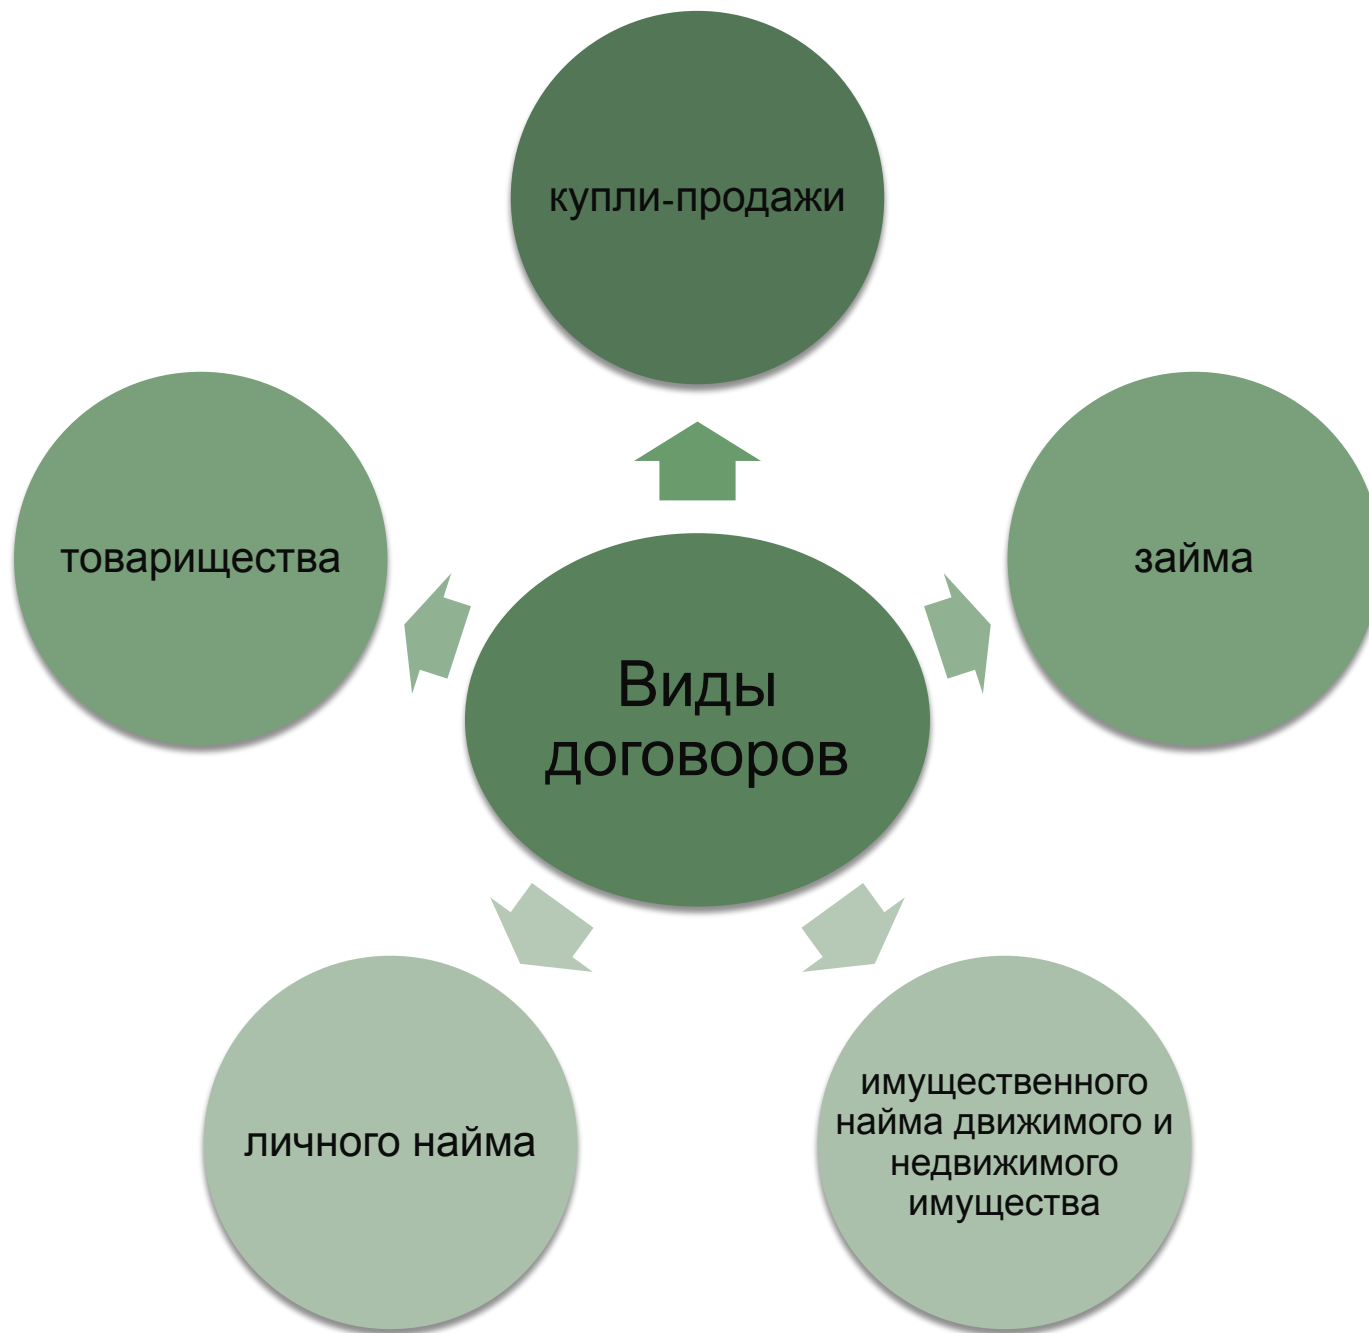 купли-продажи
товарищества
займа
Виды
договоров
личного найма
имущественного
найма движимого и
недвижимого
имущества